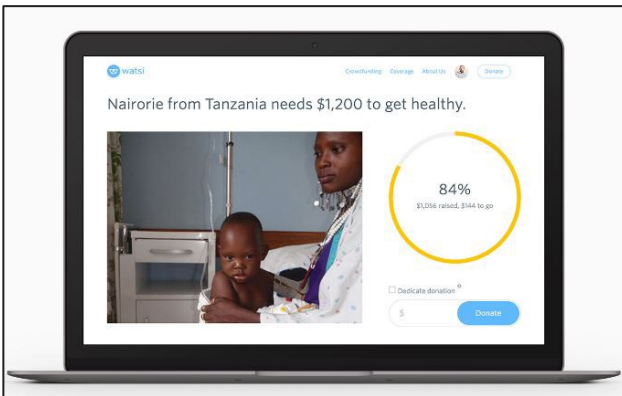 watsi
Crowdfunding Coverage About Us Donate
Nairorie from Tanzania needs $1,200 to get healthy.
84%
$1,056 raised, $144 to go
Dedicate donation
$
Donate